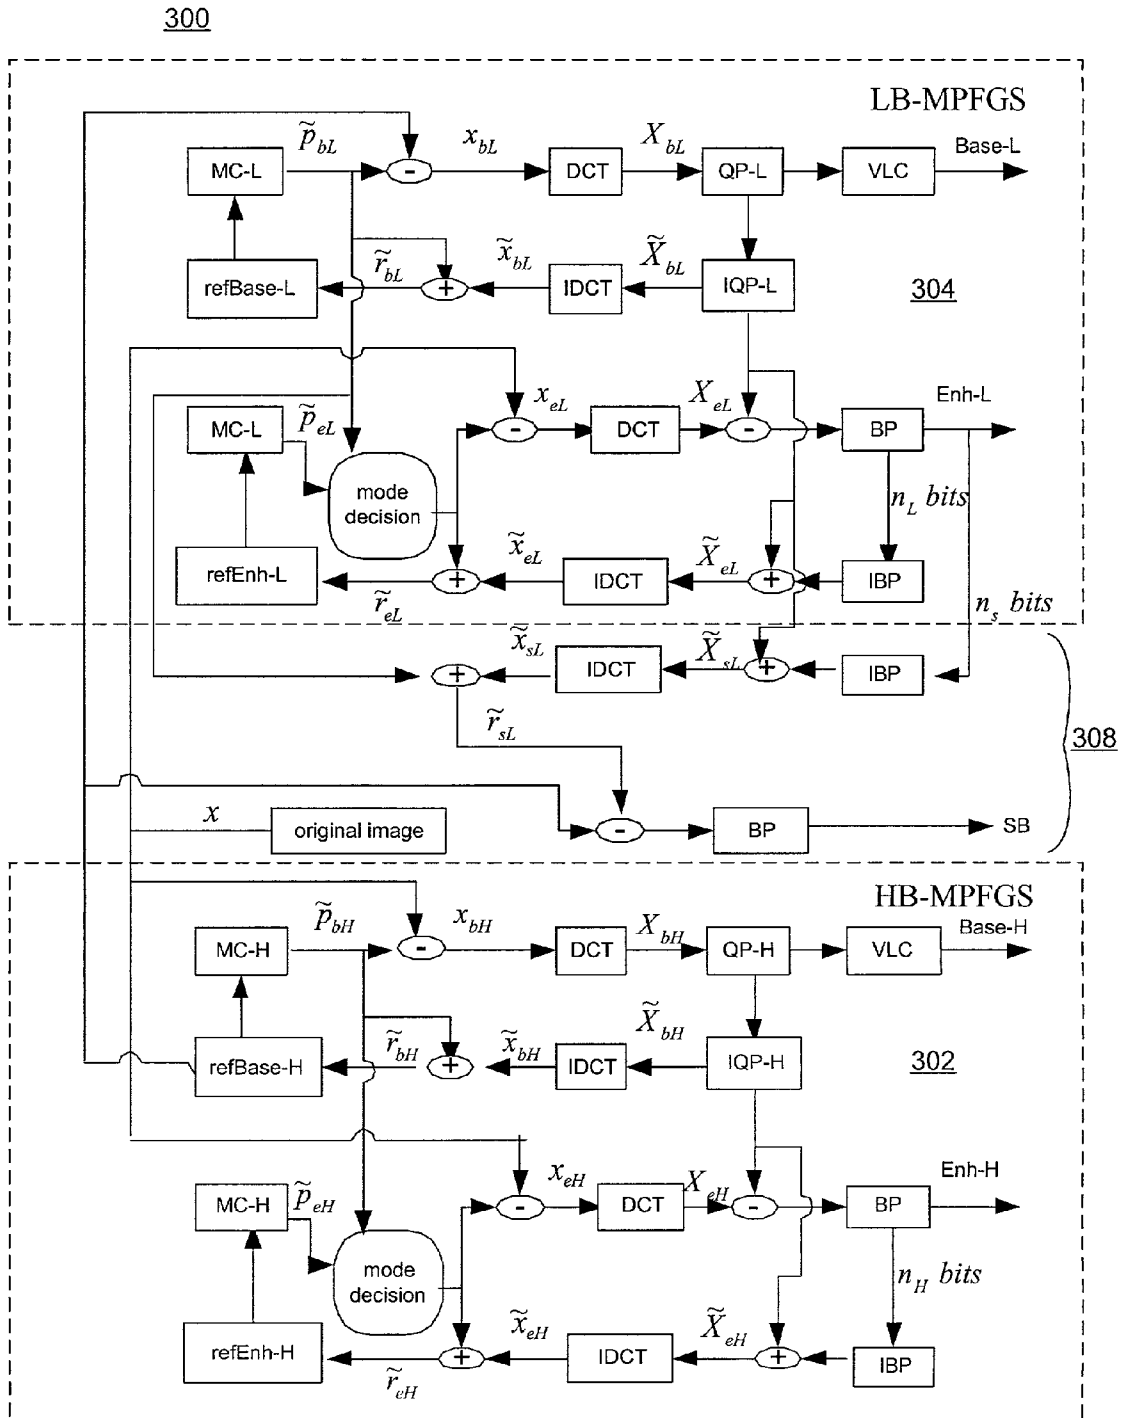 300
LB-MPFGS
p̃bL xbL XbL Base-L
MC-L - DCT QP-L VLC
r̃bL x̃bL X̃bL
refBase-L + IDCT IQP-L 304
xeL XeL Enh-L
MC-L p̃eL - DCT - BP
mode
decision
nL bits
x̃eL X̃eL
refEnh-L + IDCT + IBP
r̃eL ns bits
x̃sL X̃sL
+ IDCT + IBP
r̃sL
308
x original image - BP SB
HB-MPFGS
p̃bH xbH XbH Base-H
MC-H - DCT QP-H VLC
r̃bH x̃bH X̃bH
refBase-H + IDCT IQP-H 302
xeH XeH Enh-H
MC-H p̃eH - DCT - BP
mode
decision
nH bits
x̃eH X̃eH
refEnh-H + IDCT + IBP
r̃eH